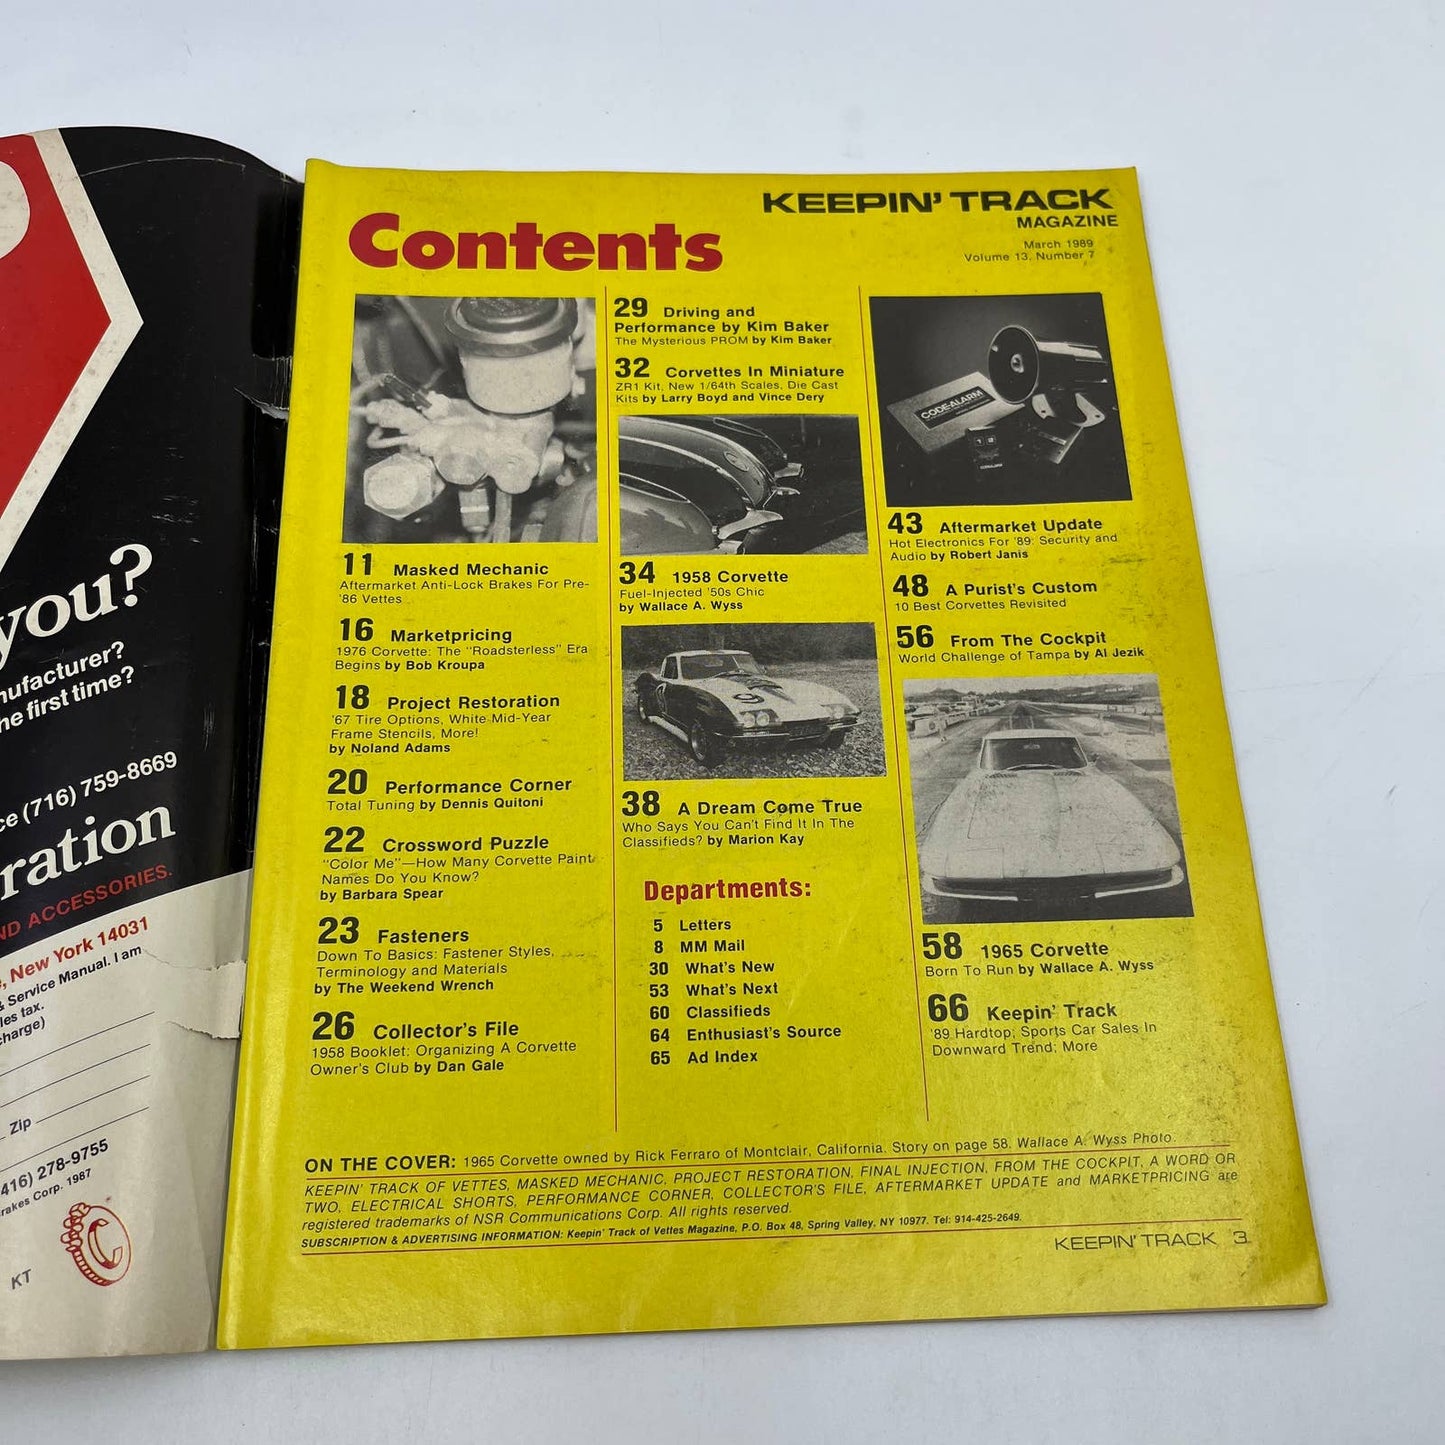 you?
nufacturer?
he first time?
ce (716) 759-8669
ration
ND ACCESSORIES.
, New York 14031
& Service Manual. I am
les tax.
charge)
Zip
416) 278-9755
rakes Corp. 1987
KT
KEEPIN' TRACK
MAGAZINE
March 1989
Volume 13, Number 7
Contents
11 Masked Mechanic
Aftermarket Anti-Lock Brakes For Pre-
'86 Vettes
16 Marketpricing
1976 Corvette: The "Roadsterless" Era
Begins by Bob Kroupa
18 Project Restoration
'67 Tire Options, White Mid-Year
Frame Stencils, More!
by Noland Adams
20 Performance Corner
Total Tuning by Dennis Quitoni
22 Crossword Puzzle
"Color Me"—How Many Corvette Paint
Names Do You Know?
by Barbara Spear
23 Fasteners
Down To Basics: Fastener Styles,
Terminology and Materials
by The Weekend Wrench
26 Collector's File
1958 Booklet; Organizing A Corvette
Owner's Club by Dan Gale
29 Driving and
Performance by Kim Baker
The Mysterious PROM by Kim Baker
32 Corvettes In Miniature
ZR1 Kit, New 1/64th Scales, Die Cast
Kits by Larry Boyd and Vince Dery
34 1958 Corvette
Fuel-Injected '50s Chic
by Wallace A. Wyss
38 A Dream Come True
Who Says You Can't Find It In The
Classifieds? by Marion Kay
Departments:
5 Letters
8 MM Mail
30 What's New
53 What's Next
60 Classifieds
64 Enthusiast's Source
65 Ad Index
CODE-ALARM
43 Aftermarket Update
Hot Electronics For '89: Security and
Audio by Robert Janis
48 A Purist's Custom
10 Best Corvettes Revisited
56 From The Cockpit
World Challenge of Tampa by Al Jezik
58 1965 Corvette
Born To Run by Wallace A. Wyss
66 Keepin' Track
'89 Hardtop; Sports Car Sales In
Downward Trend; More
ON THE COVER: 1965 Corvette owned by Rick Ferraro of Montclair, California. Story on page 58. Wallace A. Wyss Photo.
KEEPIN' TRACK OF VETTES, MASKED MECHANIC, PROJECT RESTORATION, FINAL INJECTION, FROM THE COCKPIT, A WORD OR
TWO, ELECTRICAL SHORTS, PERFORMANCE CORNER, COLLECTOR'S FILE, AFTERMARKET UPDATE and MARKETPRICING are
registered trademarks of NSR Communications Corp. All rights reserved.
SUBSCRIPTION & ADVERTISING INFORMATION: Keepin' Track of Vettes Magazine, P.O. Box 48, Spring Valley, NY 10977. Tel: 914-425-2649.
KEEPIN' TRACK 3